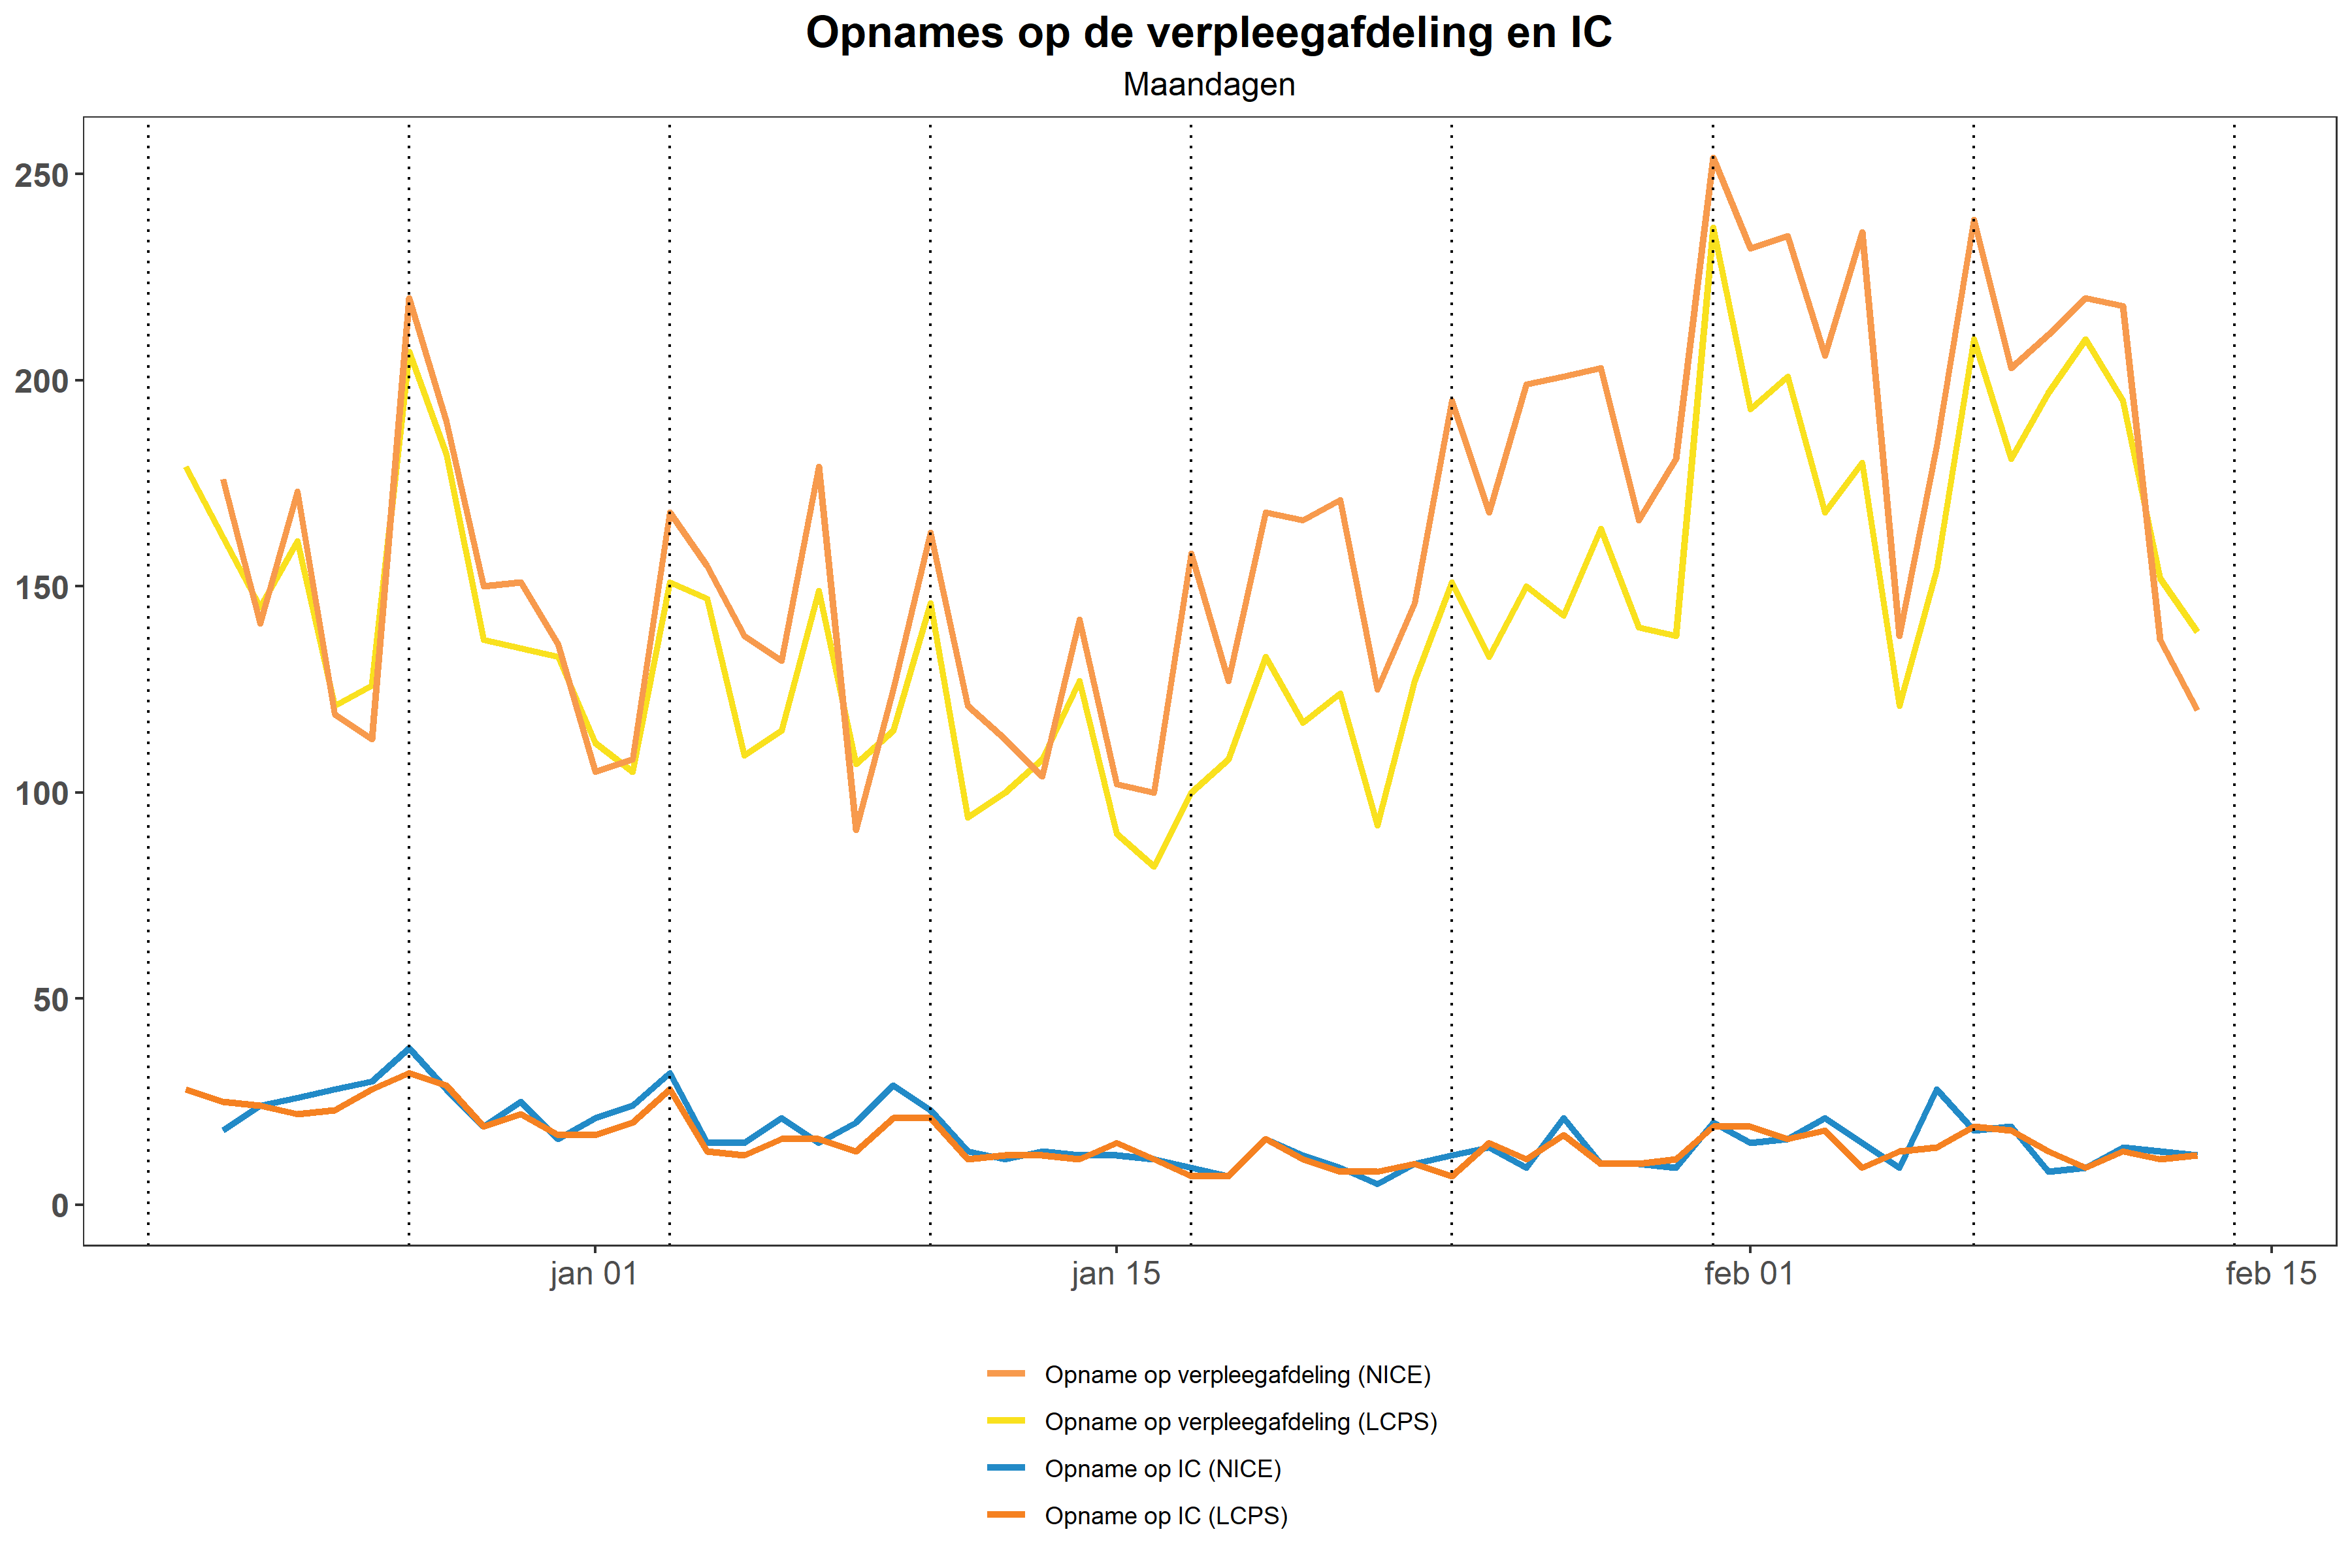 Opnames op de verpleegafdeling en IC
Maandagen
250
200
150
100
50
0
jan 01 jan 15 feb 01 feb 15
Opname op verpleegafdeling (NICE)
Opname op verpleegafdeling (LCPS)
Opname op IC (NICE)
Opname op IC (LCPS)